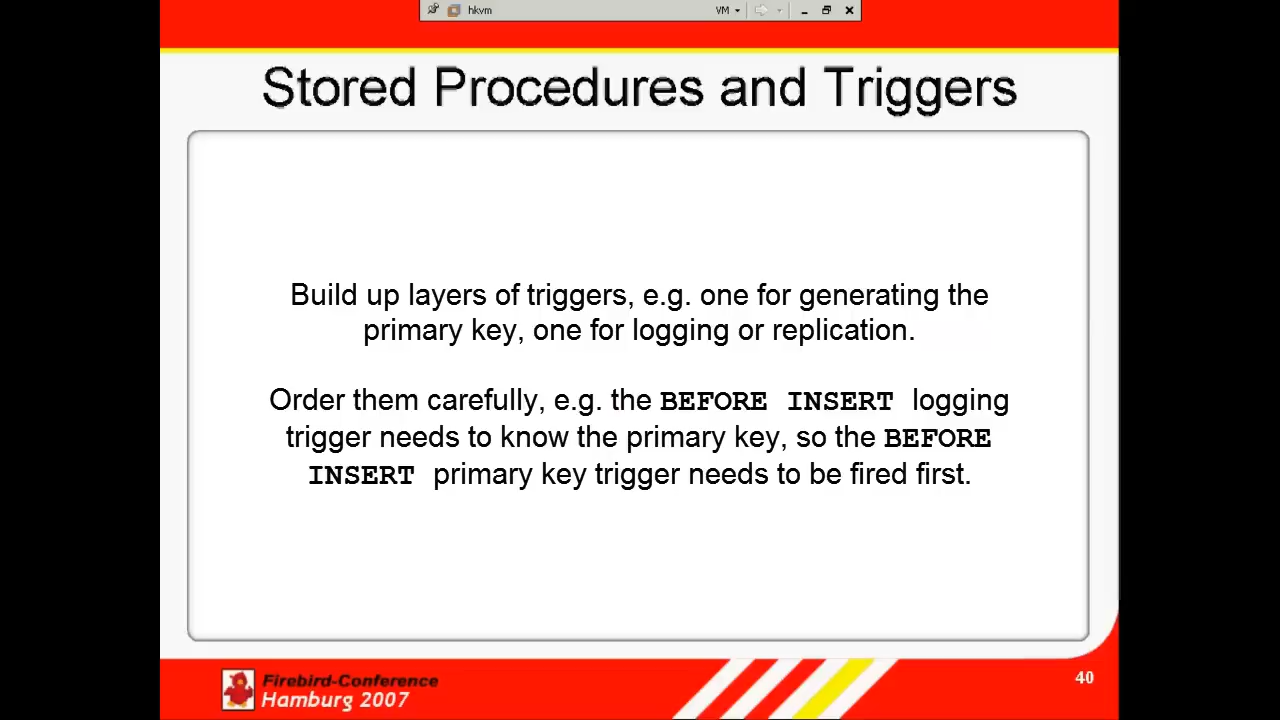 hkvm VM
Stored Procedures and Triggers
Build up layers of triggers, e.g. one for generating the
primary key, one for logging or replication.
Order them carefully, e.g. the BEFORE INSERT logging
trigger needs to know the primary key, so the BEFORE
INSERT primary key trigger needs to be fired first.
Firebird-Conference
Hamburg 2007
40